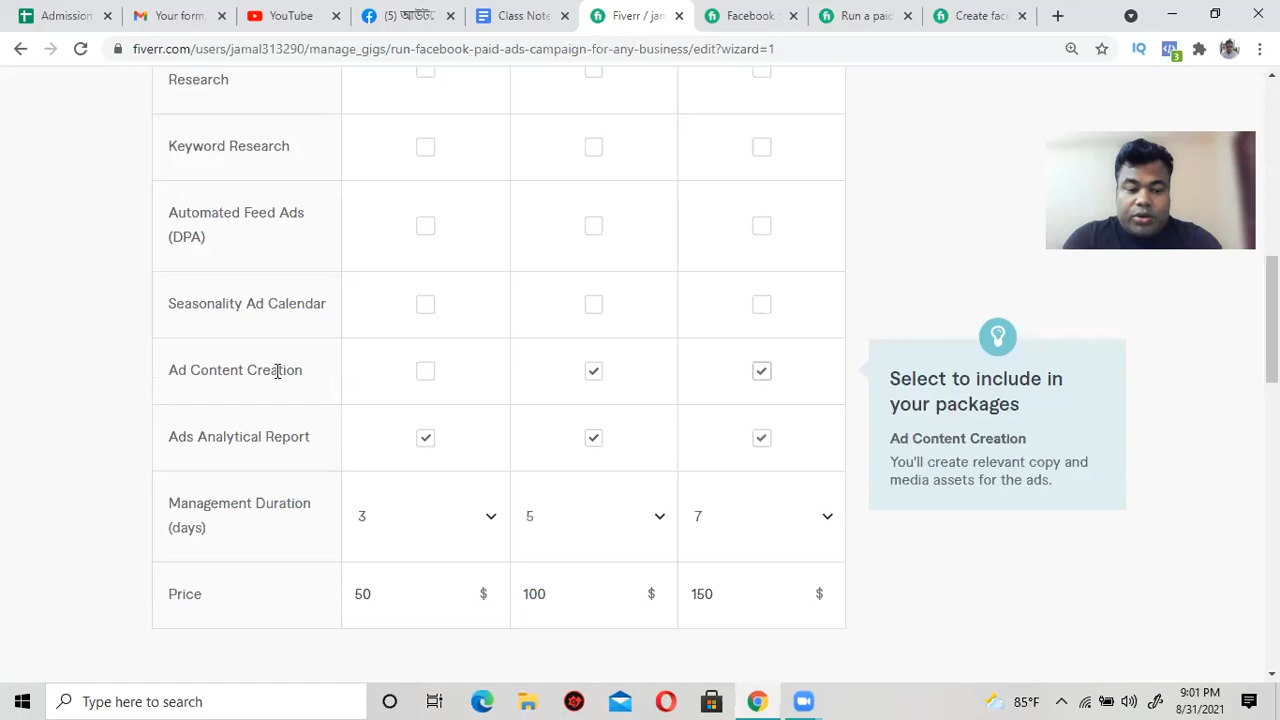 Admission
Your form
YouTube
Class Note
Fiverr / jan
Facebook
Run a paic
Create fac
fiverr.com/users/jamal313290/manage_gigs/run-facebook-paid-ads-campaign-for-any-business/edit?wizard=1
IQ
3
Research
Keyword Research
Automated Feed Ads
(DPA)
Seasonality Ad Calendar
Ad Content Creation
Select to include in
your packages
Ad Content Creation
You'll create relevant copy and
media assets for the ads.
Ads Analytical Report
Management Duration
(days)
3
5
7
Price
50 $
100 $
150 $
Type here to search
85°F
9:01 PM
8/31/2021